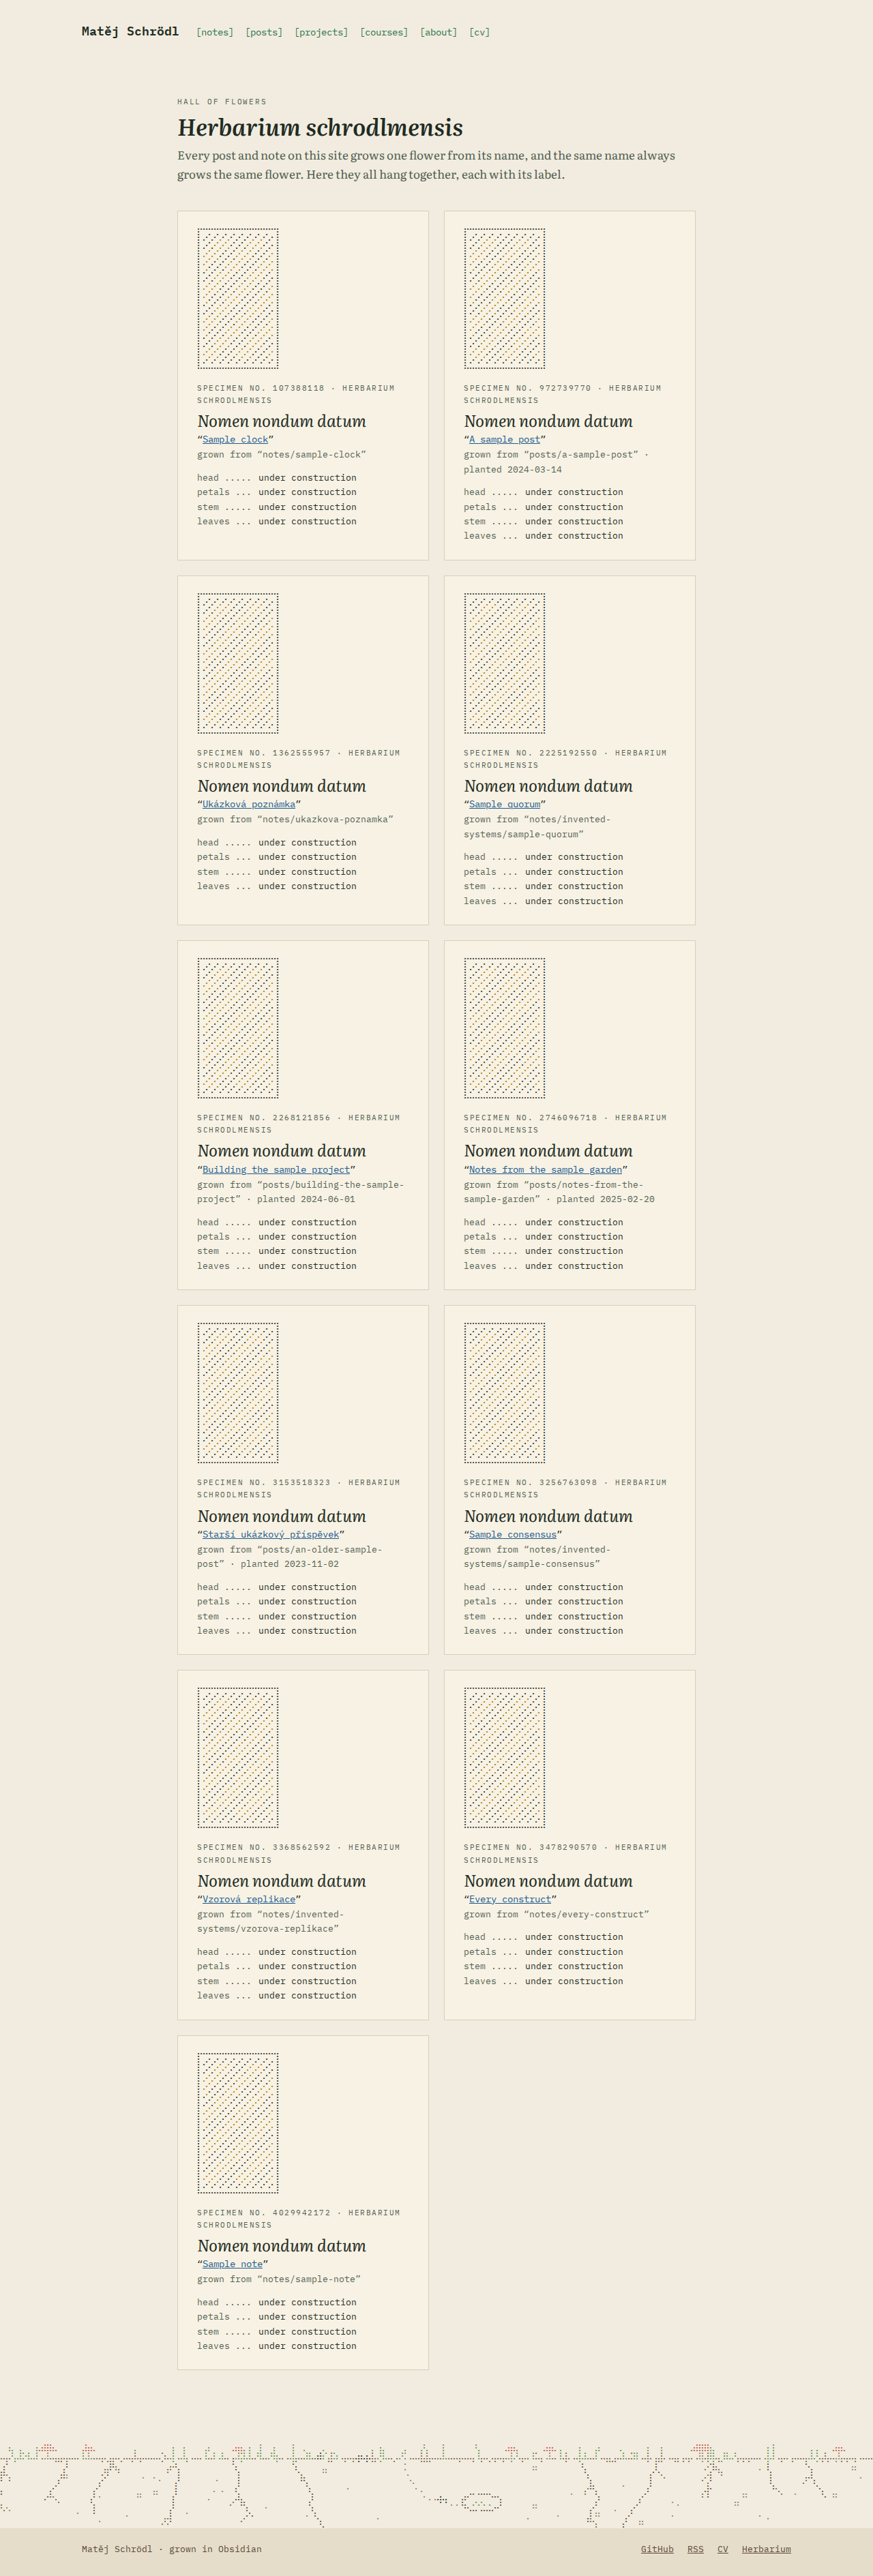 Matěj Schrödl [notes] [posts] [projects] [courses] [about] [cv]
HALL OF FLOWERS
Herbarium schrodlmensis
Every post and note on this site grows one flower from its name, and the same name always
grows the same flower. Here they all hang together, each with its label.
SPECIMEN NO. 107388118 · HERBARIUM
SCHRODLMENSIS
Nomen nondum datum
“Sample clock”
grown from “notes/sample-clock”
head ..... under construction
petals ... under construction
stem ..... under construction
leaves ... under construction
SPECIMEN NO. 972739770 · HERBARIUM
SCHRODLMENSIS
Nomen nondum datum
“A sample post”
grown from “posts/a-sample-post” ·
planted 2024-03-14
head ..... under construction
petals ... under construction
stem ..... under construction
leaves ... under construction
SPECIMEN NO. 1362555957 · HERBARIUM
SCHRODLMENSIS
Nomen nondum datum
“Ukázková poznámka”
grown from “notes/ukazkova-poznamka”
head ..... under construction
petals ... under construction
stem ..... under construction
leaves ... under construction
SPECIMEN NO. 2225192550 · HERBARIUM
SCHRODLMENSIS
Nomen nondum datum
“Sample quorum”
grown from “notes/invented-
systems/sample-quorum”
head ..... under construction
petals ... under construction
stem ..... under construction
leaves ... under construction
SPECIMEN NO. 2268121856 · HERBARIUM
SCHRODLMENSIS
Nomen nondum datum
“Building the sample project”
grown from “posts/building-the-sample-
project” · planted 2024-06-01
head ..... under construction
petals ... under construction
stem ..... under construction
leaves ... under construction
SPECIMEN NO. 2746096718 · HERBARIUM
SCHRODLMENSIS
Nomen nondum datum
“Notes from the sample garden”
grown from “posts/notes-from-the-
sample-garden” · planted 2025-02-20
head ..... under construction
petals ... under construction
stem ..... under construction
leaves ... under construction
SPECIMEN NO. 3153518323 · HERBARIUM
SCHRODLMENSIS
Nomen nondum datum
“Starší ukázkový příspěvek”
grown from “posts/an-older-sample-
post” · planted 2023-11-02
head ..... under construction
petals ... under construction
stem ..... under construction
leaves ... under construction
SPECIMEN NO. 3256763098 · HERBARIUM
SCHRODLMENSIS
Nomen nondum datum
“Sample consensus”
grown from “notes/invented-
systems/sample-consensus”
head ..... under construction
petals ... under construction
stem ..... under construction
leaves ... under construction
SPECIMEN NO. 3368562592 · HERBARIUM
SCHRODLMENSIS
Nomen nondum datum
“Vzorová replikace”
grown from “notes/invented-
systems/vzorova-replikace”
head ..... under construction
petals ... under construction
stem ..... under construction
leaves ... under construction
SPECIMEN NO. 3478290570 · HERBARIUM
SCHRODLMENSIS
Nomen nondum datum
“Every construct”
grown from “notes/every-construct”
head ..... under construction
petals ... under construction
stem ..... under construction
leaves ... under construction
SPECIMEN NO. 4029942172 · HERBARIUM
SCHRODLMENSIS
Nomen nondum datum
“Sample note”
grown from “notes/sample-note”
head ..... under construction
petals ... under construction
stem ..... under construction
leaves ... under construction
Matěj Schrödl · grown in Obsidian GitHub RSS CV Herbarium